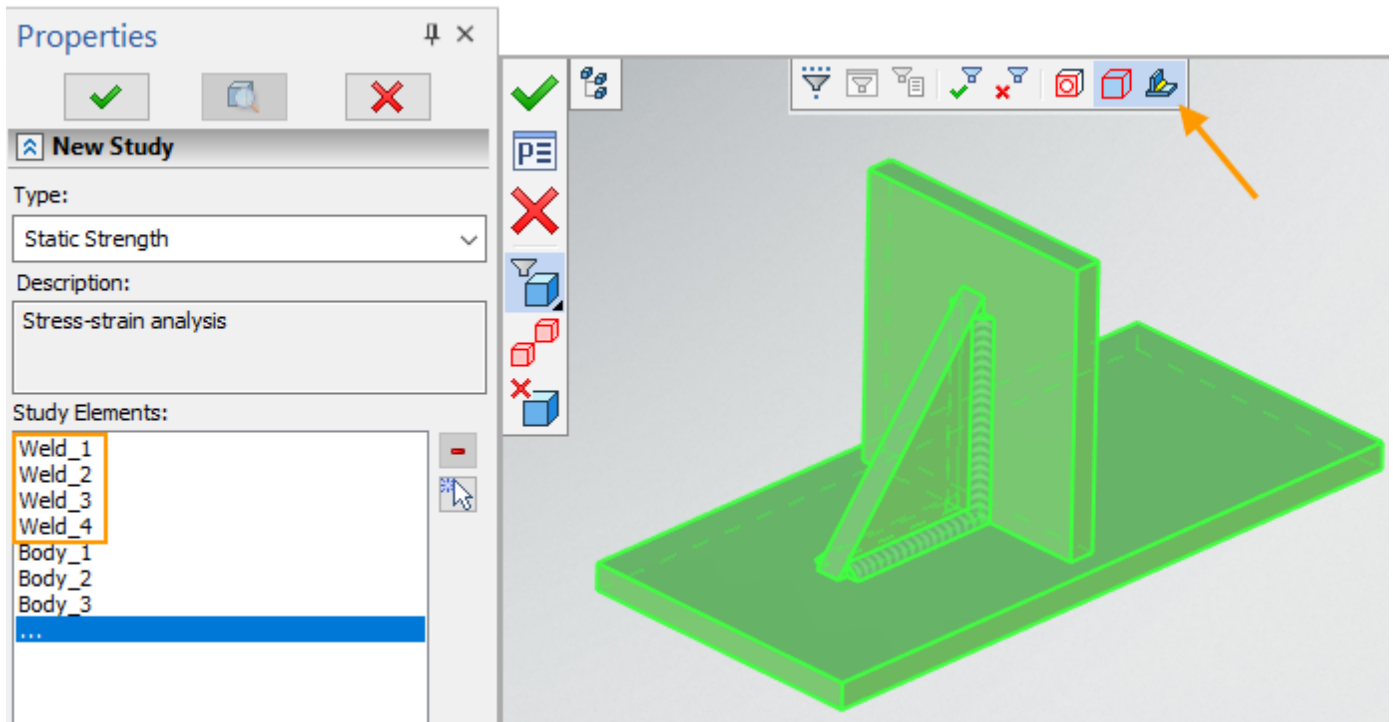 Properties
New Study
Type:
Static Strength
Description:
Stress-strain analysis
Study Elements:
Weld_1
Weld_2
Weld_3
Weld_4
Body_1
Body_2
Body_3
...
P